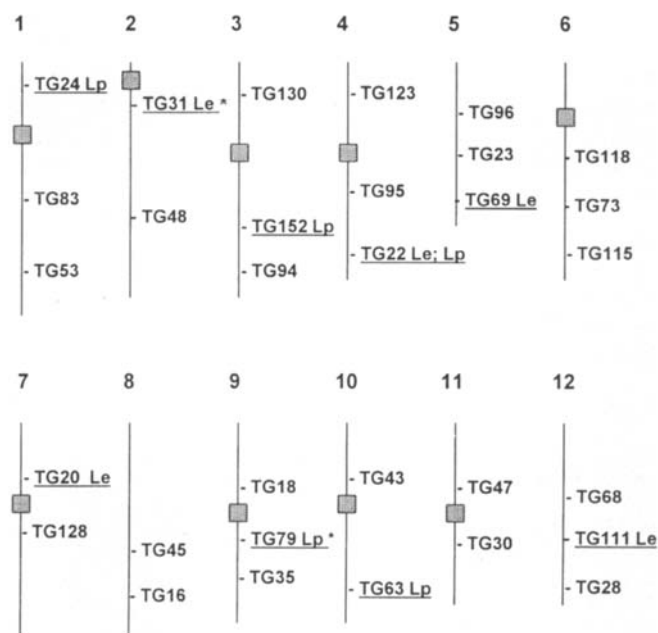 1 2 3 4 5 6
TG24 Lp
TG83
TG53
TG31 Le *
TG48
TG130
TG152 Lp
TG94
TG123
TG95
TG22 Le; Lp
TG96
TG23
TG69 Le
TG118
TG73
TG115
7 8 9 10 11 12
TG20 Le
TG128
TG45
TG16
TG18
TG79 Lp *
TG35
TG43
TG63 Lp
TG47
TG30
TG68
TG111 Le
TG28